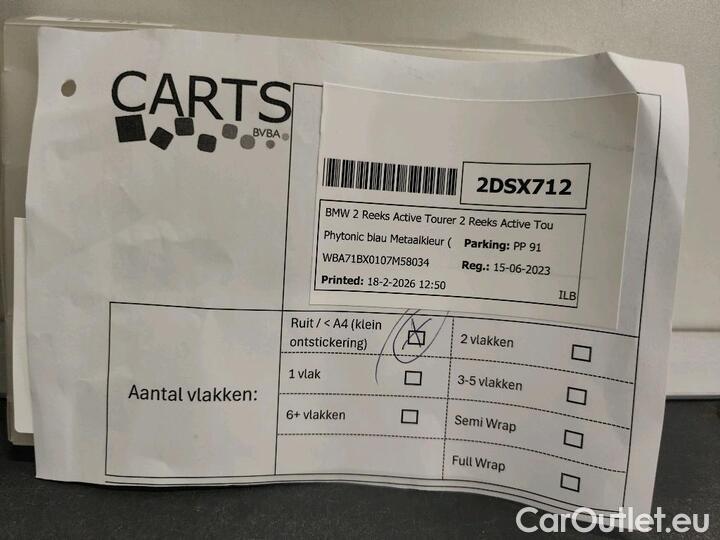 CARTS
BVBA
2DSX712
BMW 2 Reeks Active Tourer 2 Reeks Active Tou
Phytonic blau Metaalkleur ( Parking: PP 91
WBA71BX0107M58034 Reg.: 15-06-2023
Printed: 18-2-2026 12:50 ILB
Aantal vlakken:
Ruit / < A4 (klein
ontstickering)
2 vlakken
1 vlak
3-5 vlakken
6+ vlakken
Semi Wrap
Full Wrap
CarOutlet.eu